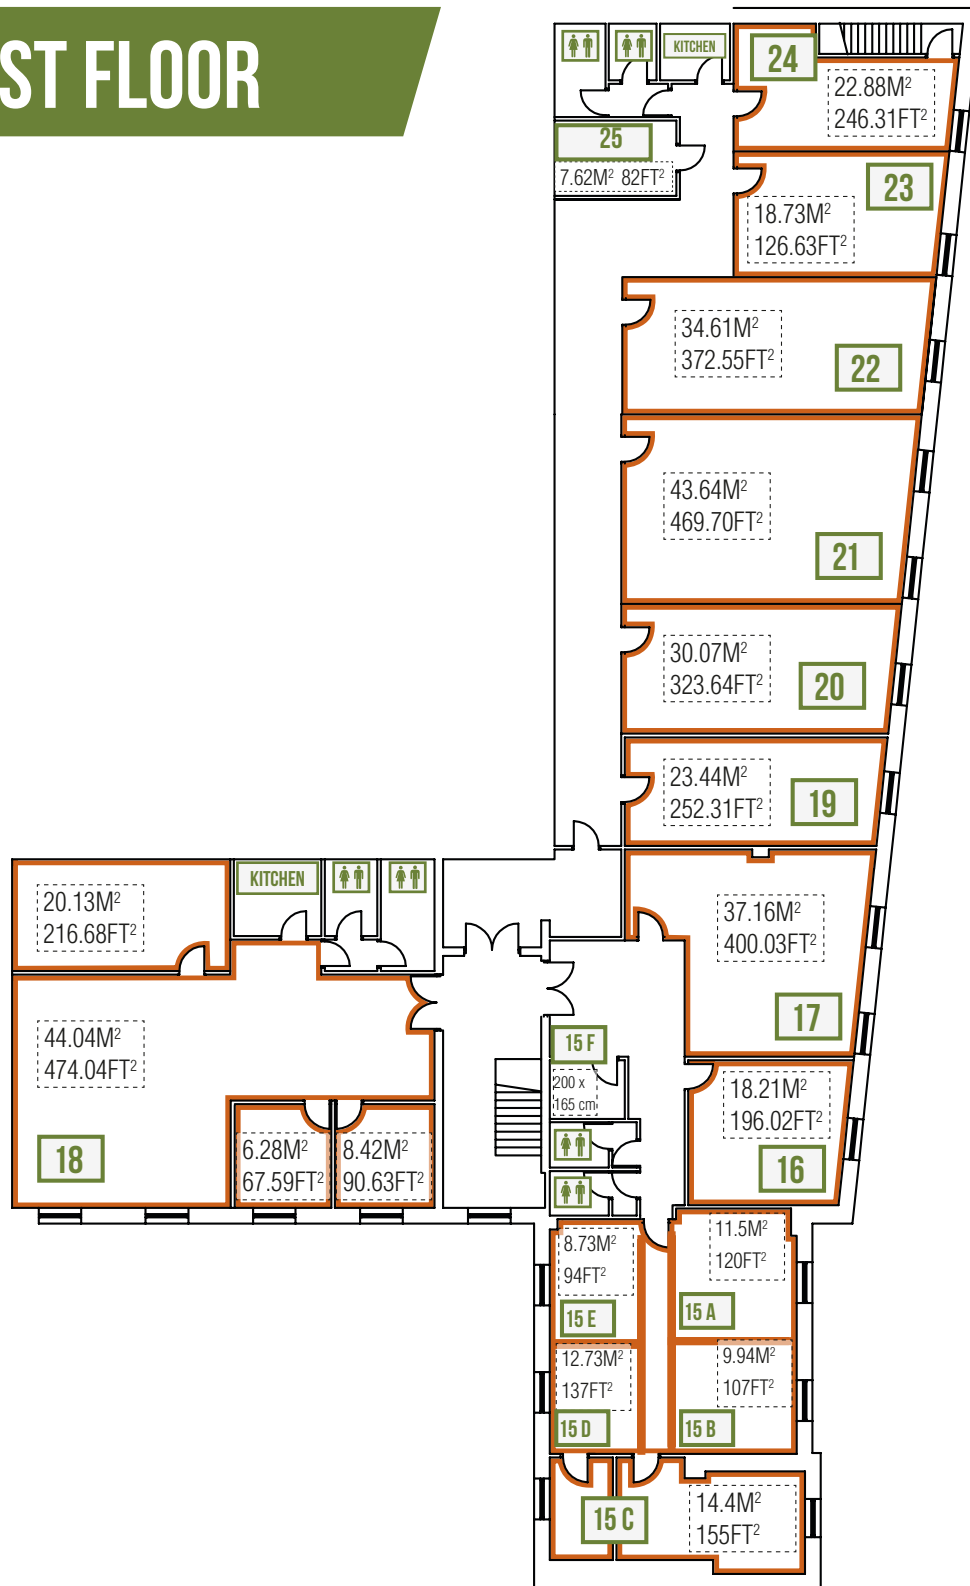 ST FLOOR
KITCHEN
24
22.88M²
246.31FT²
25
7.62M² 82FT²
23
18.73M²
126.63FT²
34.61M²
372.55FT²
22
43.64M²
469.70FT²
21
30.07M²
323.64FT²
20
23.44M²
252.31FT²
19
KITCHEN
20.13M²
216.68FT²
37.16M²
400.03FT²
17
44.04M²
474.04FT²
15 F
200 x
165 cm
18.21M²
196.02FT²
16
18
6.28M²
67.59FT²
8.42M²
90.63FT²
8.73M²
94FT²
15 E
11.5M²
120FT²
15 A
12.73M²
137FT²
15 D
9.94M²
107FT²
15 B
15 C
14.4M²
155FT²